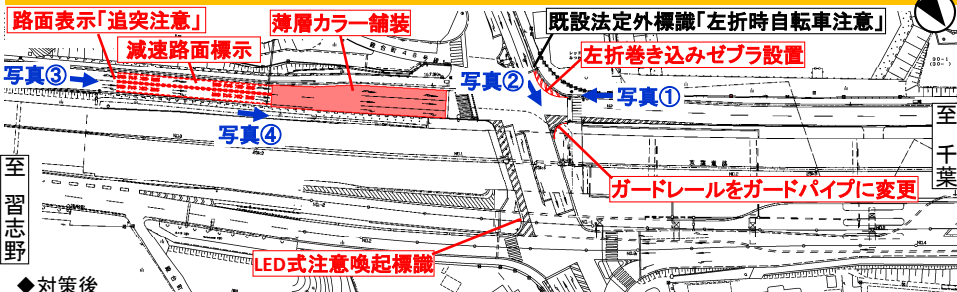 路面表示「追突注意」
薄層カラー舗装
既設法定外標識「左折時自転車注意」
減速路面標示
左折巻き込みゼブラ設置
写真③
写真②
写真①
写真④
至 千葉
至 習志野
ガードレールをガードパイプに変更
LED式注意喚起標識
◆対策後